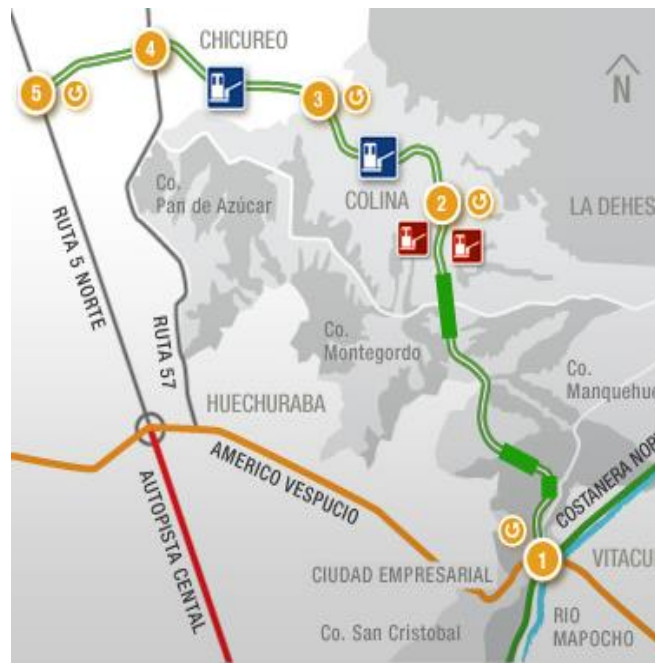 CHICUREO
4
5
3
N
Co.
Pan de Azúcar
COLINA
2
LA DEHES
RUTA 5 NORTE
RUTA 57
Co.
Montegordo
Co.
Manquehue
HUECHURABA
AMERICO VESPUCIO
COSTANERA NOR
AUTOPISTA CENTAL
1
VITACU
CIUDAD EMPRESARIAL
RIO
MAPOCHO
Co. San Cristobal